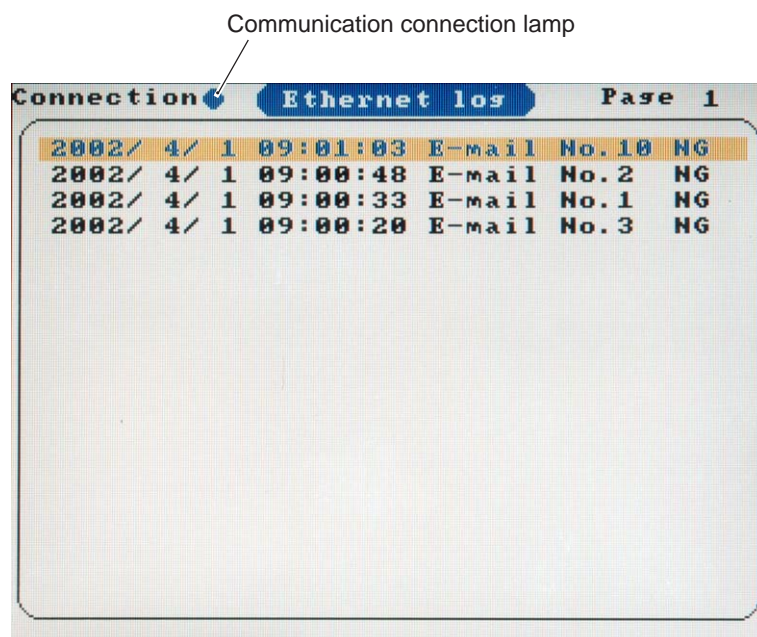 Communication connection lamp
Connection Ethernet log Page 1
2002/ 4/ 1 09:01:03 E-mail No.10 NG
2002/ 4/ 1 09:00:48 E-mail No.2 NG
2002/ 4/ 1 09:00:33 E-mail No.1 NG
2002/ 4/ 1 09:00:20 E-mail No.3 NG